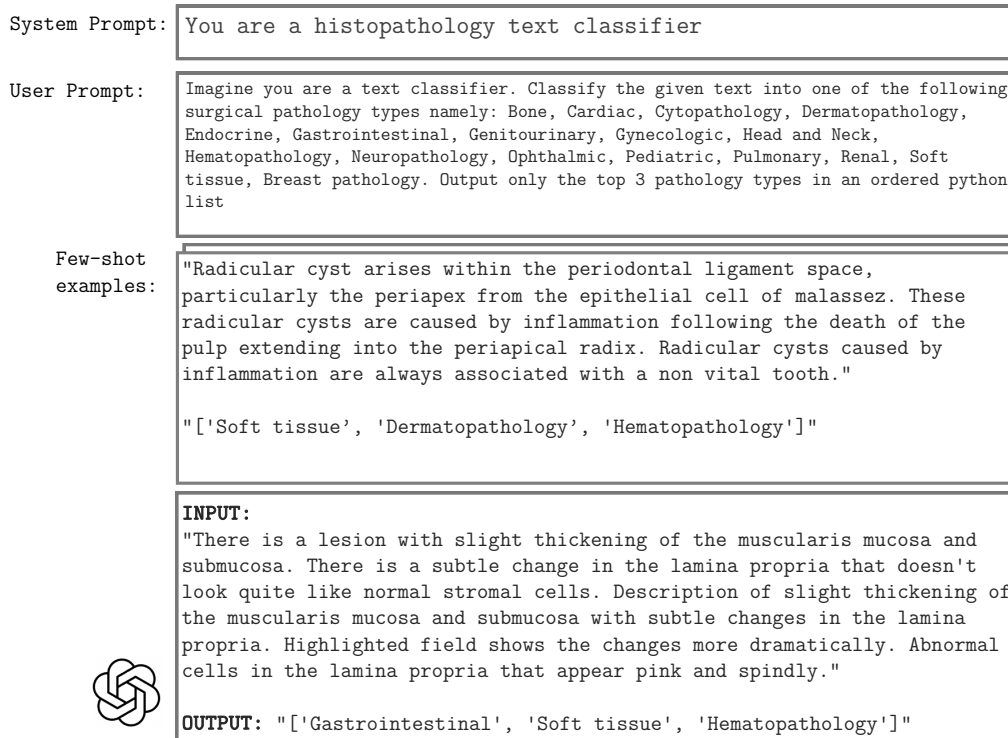 System Prompt:
You are a histopathology text classifier
User Prompt:
Imagine you are a text classifier. Classify the given text into one of the following
surgical pathology types namely: Bone, Cardiac, Cytopathology, Dermatopathology,
Endocrine, Gastrointestinal, Genitourinary, Gynecologic, Head and Neck,
Hematopathology, Neuropathology, Ophthalmic, Pediatric, Pulmonary, Renal, Soft
tissue, Breast pathology. Output only the top 3 pathology types in an ordered python
list
Few-shot
examples:
"Radicular cyst arises within the periodontal ligament space,
particularly the periapex from the epithelial cell of malassez. These
radicular cysts are caused by inflammation following the death of the
pulp extending into the periapical radix. Radicular cysts caused by
inflammation are always associated with a non vital tooth."
"['Soft tissue’, 'Dermatopathology’, 'Hematopathology']"
INPUT:
"There is a lesion with slight thickening of the muscularis mucosa and
submucosa. There is a subtle change in the lamina propria that doesn't
look quite like normal stromal cells. Description of slight thickening of
the muscularis mucosa and submucosa with subtle changes in the lamina
propria. Highlighted field shows the changes more dramatically. Abnormal
cells in the lamina propria that appear pink and spindly."
OUTPUT: "['Gastrointestinal', 'Soft tissue', 'Hematopathology']"